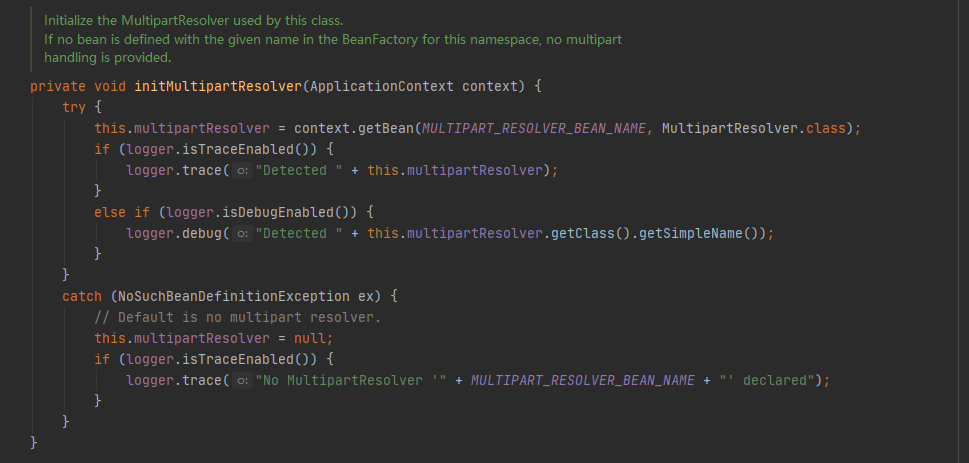 Initialize the MultipartResolver used by this class.
If no bean is defined with the given name in the BeanFactory for this namespace, no multipart
handling is provided.
private void initMultipartResolver(ApplicationContext context) {
    try {
        this.multipartResolver = context.getBean(MULTIPART_RESOLVER_BEAN_NAME, MultipartResolver.class);
        if (logger.isTraceEnabled()) {
            logger.trace( o: "Detected " + this.multipartResolver);
        }
        else if (logger.isDebugEnabled()) {
            logger.debug( o: "Detected " + this.multipartResolver.getClass().getSimpleName());
        }
    }
    catch (NoSuchBeanDefinitionException ex) {
        // Default is no multipart resolver.
        this.multipartResolver = null;
        if (logger.isTraceEnabled()) {
            logger.trace( o: "No MultipartResolver '" + MULTIPART_RESOLVER_BEAN_NAME + "' declared");
        }
    }
}